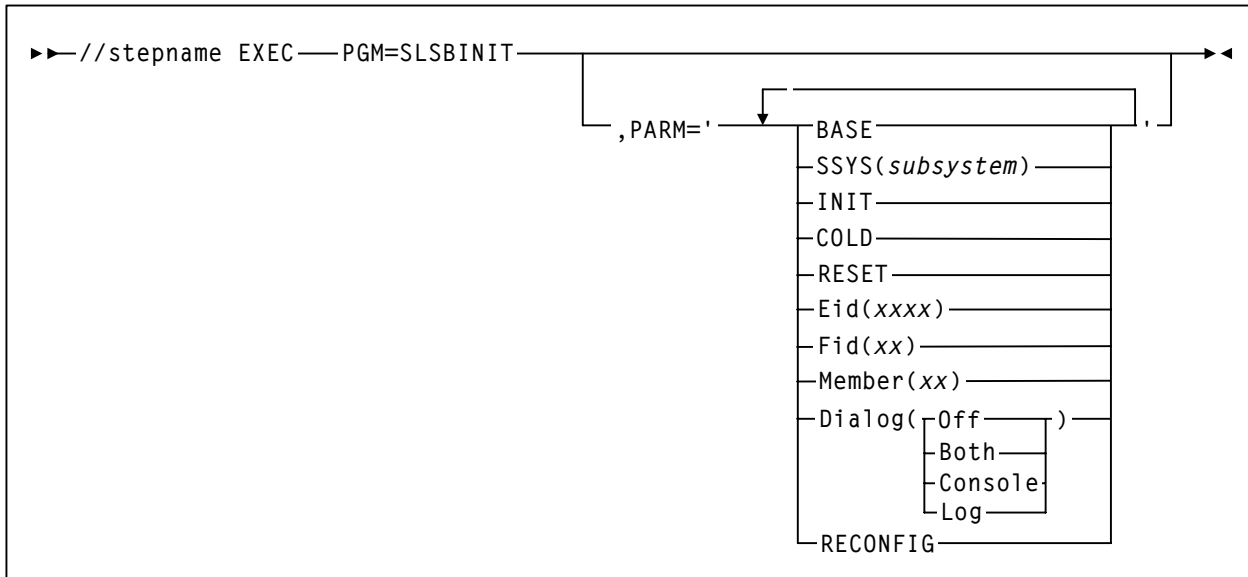 //stepname EXEC PGM=SLSBINIT
,PARM=' BASE '
SSYS(subsystem)
INIT
COLD
RESET
Eid(xxxx)
Fid(xx)
Member(xx)
Dialog( Off )
Both
Console
Log
RECONFIG